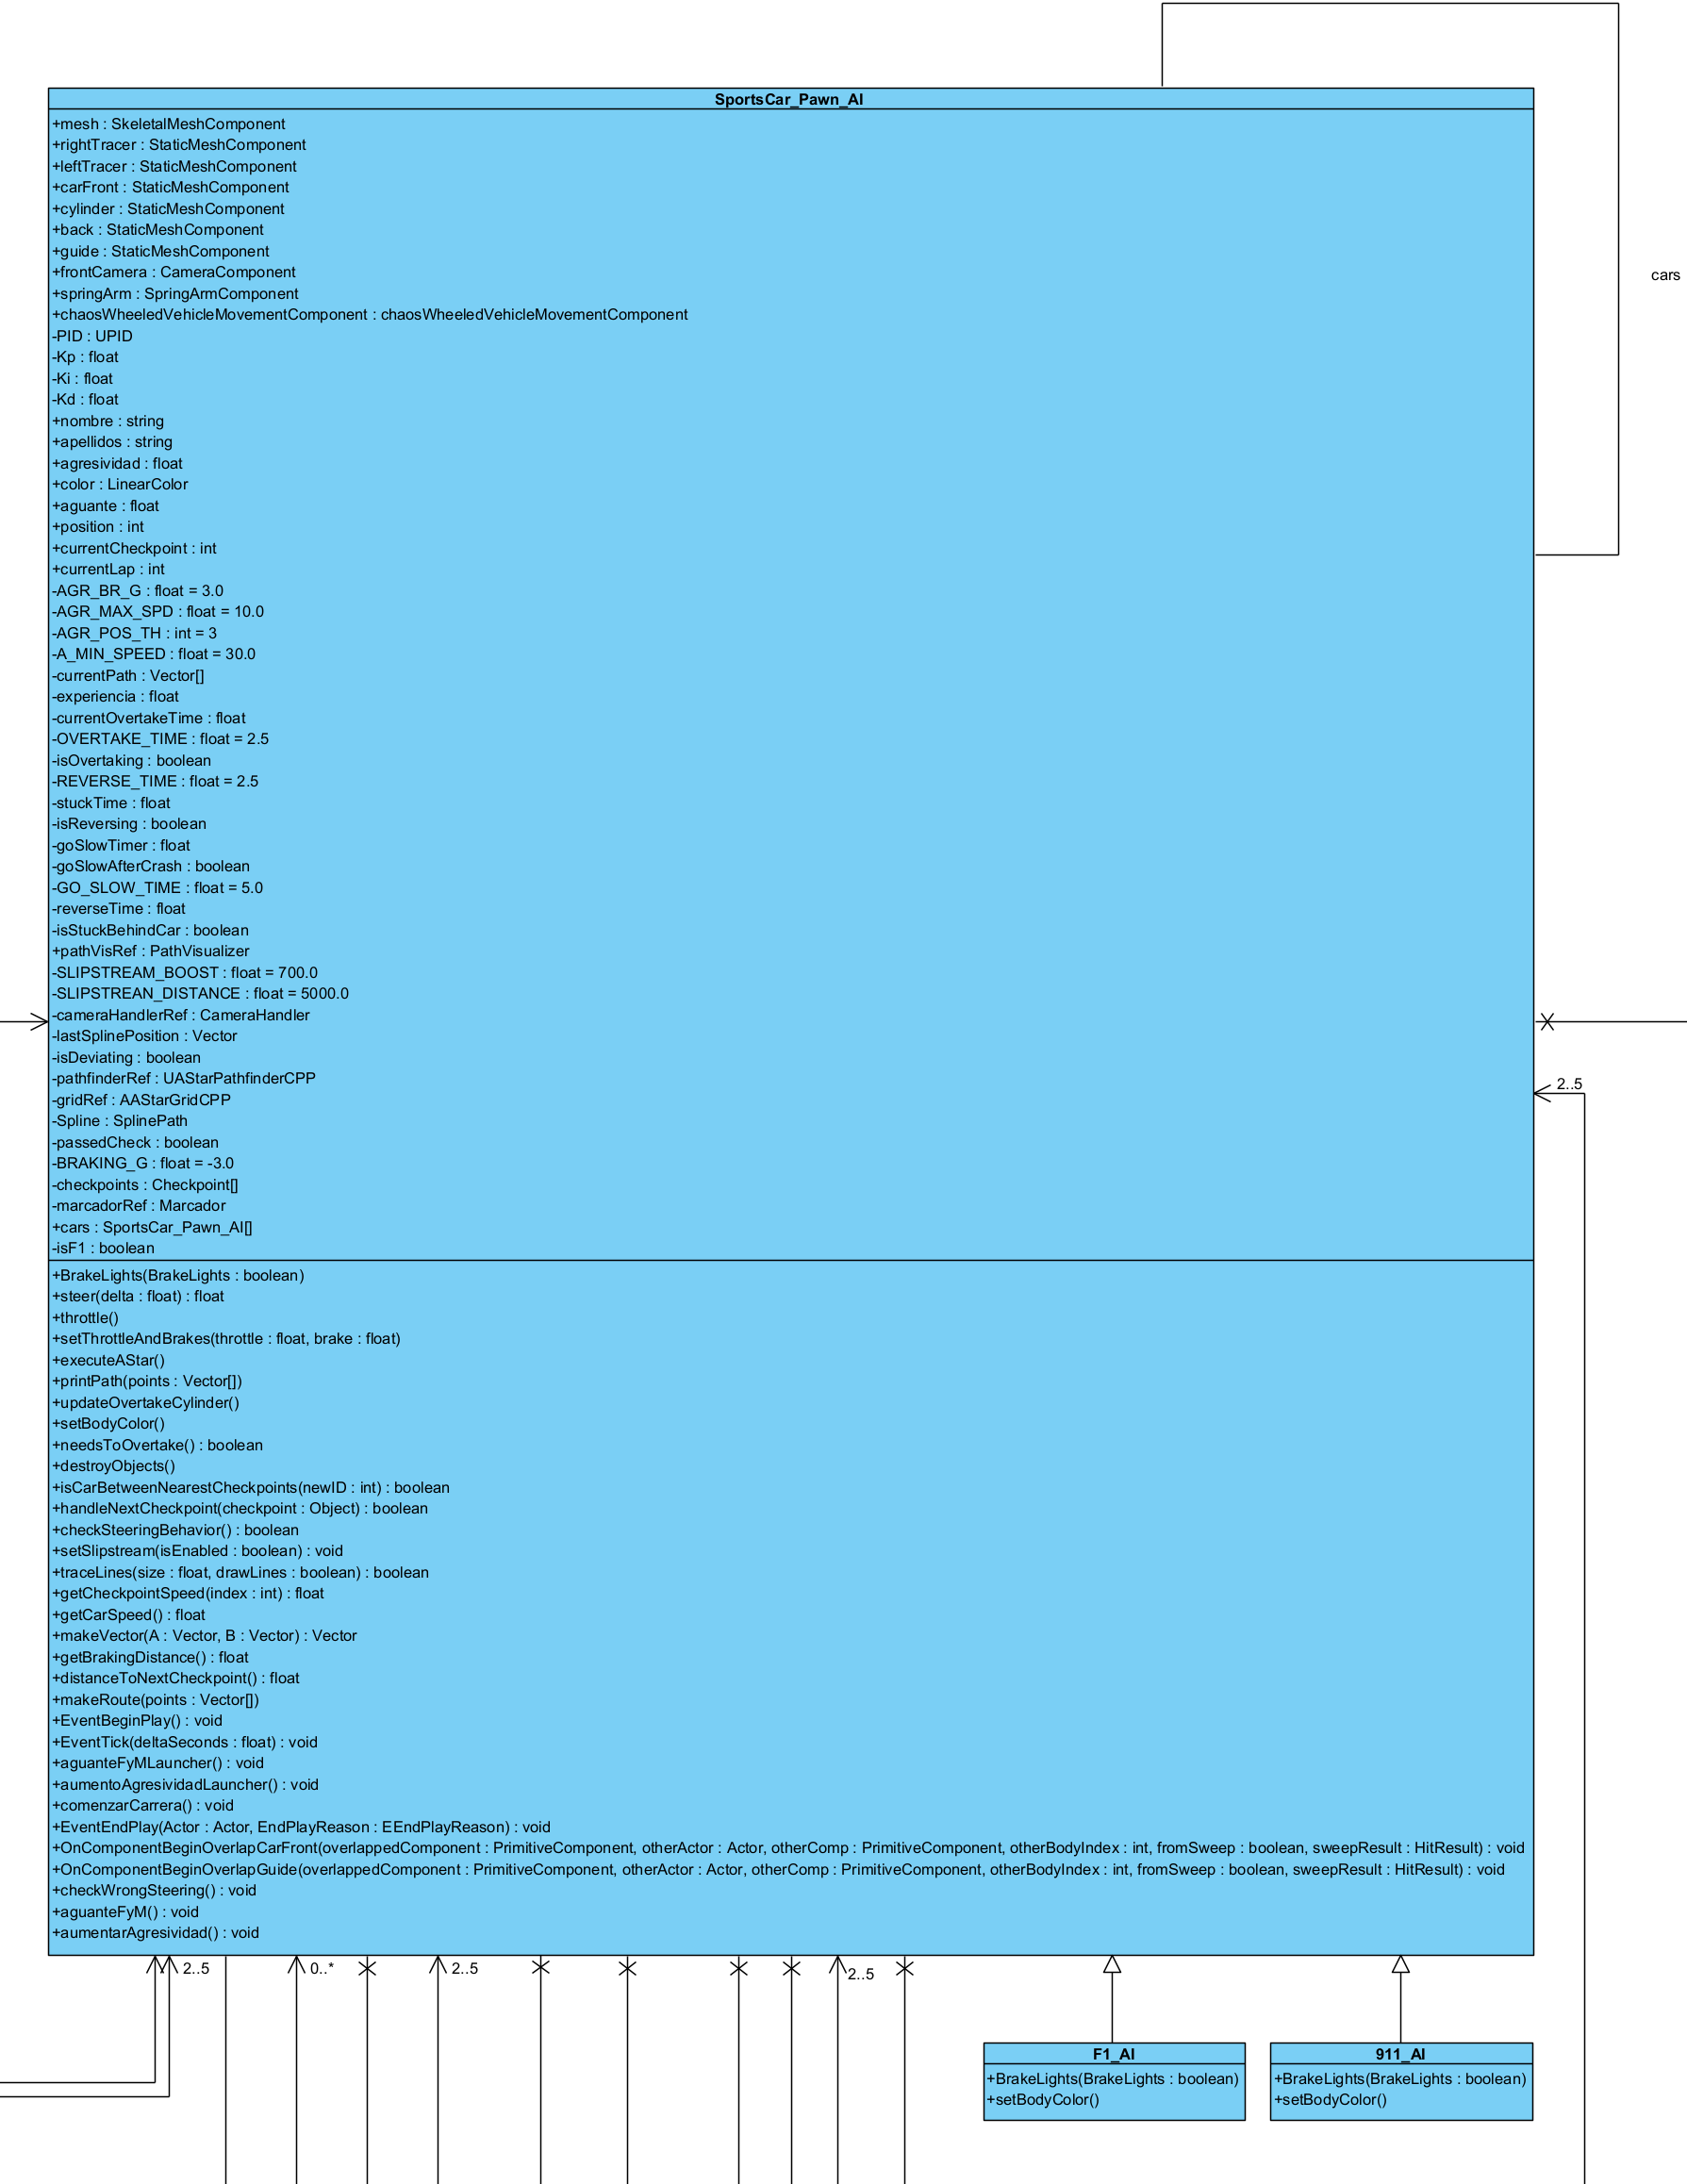 SportsCar_Pawn_AI
+mesh : SkeletalMeshComponent
+rightTracer : StaticMeshComponent
+leftTracer : StaticMeshComponent
+carFront : StaticMeshComponent
+cylinder : StaticMeshComponent
+back : StaticMeshComponent
+guide : StaticMeshComponent
+frontCamera : CameraComponent
+springArm : SpringArmComponent
+chaosWheeledVehicleMovementComponent : chaosWheeledVehicleMovementComponent
-PID : UPID
-Kp : float
-Ki : float
-Kd : float
+nombre : string
+apellidos : string
+agresividad : float
+color : LinearColor
+aguante : float
+position : int
+currentCheckpoint : int
+currentLap : int
-AGR_BR_G : float = 3.0
-AGR_MAX_SPD : float = 10.0
-AGR_POS_TH : int = 3
-A_MIN_SPEED : float = 30.0
-currentPath : Vector[]
-experiencia : float
-currentOvertakeTime : float
-OVERTAKE_TIME : float = 2.5
-isOvertaking : boolean
-REVERSE_TIME : float = 2.5
-stuckTime : float
-isReversing : boolean
-goSlowTimer : float
-goSlowAfterCrash : boolean
-GO_SLOW_TIME : float = 5.0
-reverseTime : float
-isStuckBehindCar : boolean
+pathVisRef : PathVisualizer
-SLIPSTREAM_BOOST : float = 700.0
-SLIPSTREAN_DISTANCE : float = 5000.0
-cameraHandlerRef : CameraHandler
-lastSplinePosition : Vector
-isDeviating : boolean
-pathfinderRef : UAStarPathfinderCPP
-gridRef : AAStarGridCPP
-Spline : SplinePath
-passedCheck : boolean
-BRAKING_G : float = -3.0
-checkpoints : Checkpoint[]
-marcadorRef : Marcador
+cars : SportsCar_Pawn_AI[]
-isF1 : boolean
+BrakeLights(BrakeLights : boolean)
+steer(delta : float) : float
+throttle()
+setThrottleAndBrakes(throttle : float, brake : float)
+executeAStar()
+printPath(points : Vector[])
+updateOvertakeCylinder()
+setBodyColor()
+needsToOvertake() : boolean
+destroyObjects()
+isCarBetweenNearestCheckpoints(newID : int) : boolean
+handleNextCheckpoint(checkpoint : Object) : boolean
+checkSteeringBehavior() : boolean
+setSlipstream(isEnabled : boolean) : void
+traceLines(size : float, drawLines : boolean) : boolean
+getCheckpointSpeed(index : int) : float
+getCarSpeed() : float
+makeVector(A : Vector, B : Vector) : Vector
+getBrakingDistance() : float
+distanceToNextCheckpoint() : float
+makeRoute(points : Vector[])
+EventBeginPlay() : void
+EventTick(deltaSeconds : float) : void
+aguanteFyMLauncher() : void
+aumentoAgresividadLauncher() : void
+comenzarCarrera() : void
+EventEndPlay(Actor : Actor, EndPlayReason : EEndPlayReason) : void
+OnComponentBeginOverlapCarFront(overlappedComponent : PrimitiveComponent, otherActor : Actor, otherComp : PrimitiveComponent, otherBodyIndex : int, fromSweep : boolean, sweepResult : HitResult) : void
+OnComponentBeginOverlapGuide(overlappedComponent : PrimitiveComponent, otherActor : Actor, otherComp : PrimitiveComponent, otherBodyIndex : int, fromSweep : boolean, sweepResult : HitResult) : void
+checkWrongSteering() : void
+aguanteFyM() : void
+aumentarAgresividad() : void
cars
2..5
2..5
0..*
2..5
2..5
F1_AI
+BrakeLights(BrakeLights : boolean)
+setBodyColor()
911_AI
+BrakeLights(BrakeLights : boolean)
+setBodyColor()